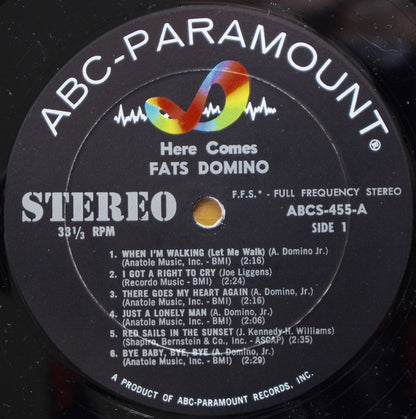 ABC-PARAMOUNT®
Here Comes
FATS DOMINO
STEREO
33⅓ RPM
F.F.S.* - FULL FREQUENCY STEREO
ABCS-455-A
SIDE 1
1. WHEN I'M WALKING (Let Me Walk) (A. Domino Jr.)
(Anatole Music, Inc. - BMI) (2:16)
2. I GOT A RIGHT TO CRY (Joe Liggens)
(Recordo Music - BMI) (2:24)
3. THERE GOES MY HEART AGAIN (A. Domino, Jr.)
(Anatole Music, Inc. - BMI) (2:16)
4. JUST A LONELY MAN (A. Domino, Jr.)
(Anatole Music, Inc. - BMI) (2:06)
5. RED SAILS IN THE SUNSET (J. Kennedy-H. Williams)
(Shapiro, Bernstein & Co., Inc. - ASCAP) (2:35)
6. BYE BABY, BYE, BYE (A. Domino, Jr.)
(Anatole Music, Inc. - BMI) (2:29)
A PRODUCT OF ABC-PARAMOUNT RECORDS, INC.